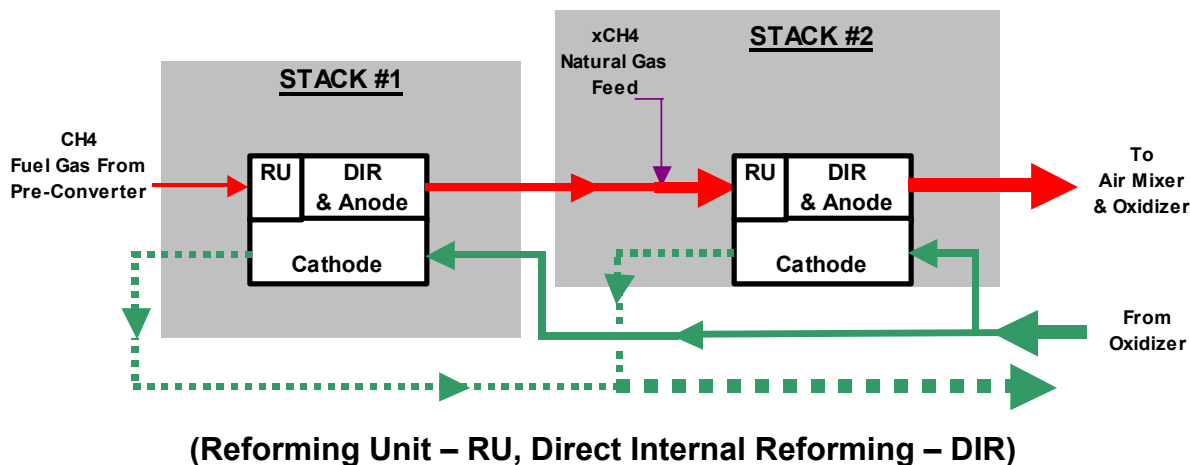 xCH4
Natural Gas
Feed
STACK #2
STACK #1
CH4
Fuel Gas From
Pre-Converter
RU
DIR
& Anode
Cathode
RU
DIR
& Anode
Cathode
To
Air Mixer
& Oxidizer
From
Oxidizer
(Reforming Unit – RU, Direct Internal Reforming – DIR)